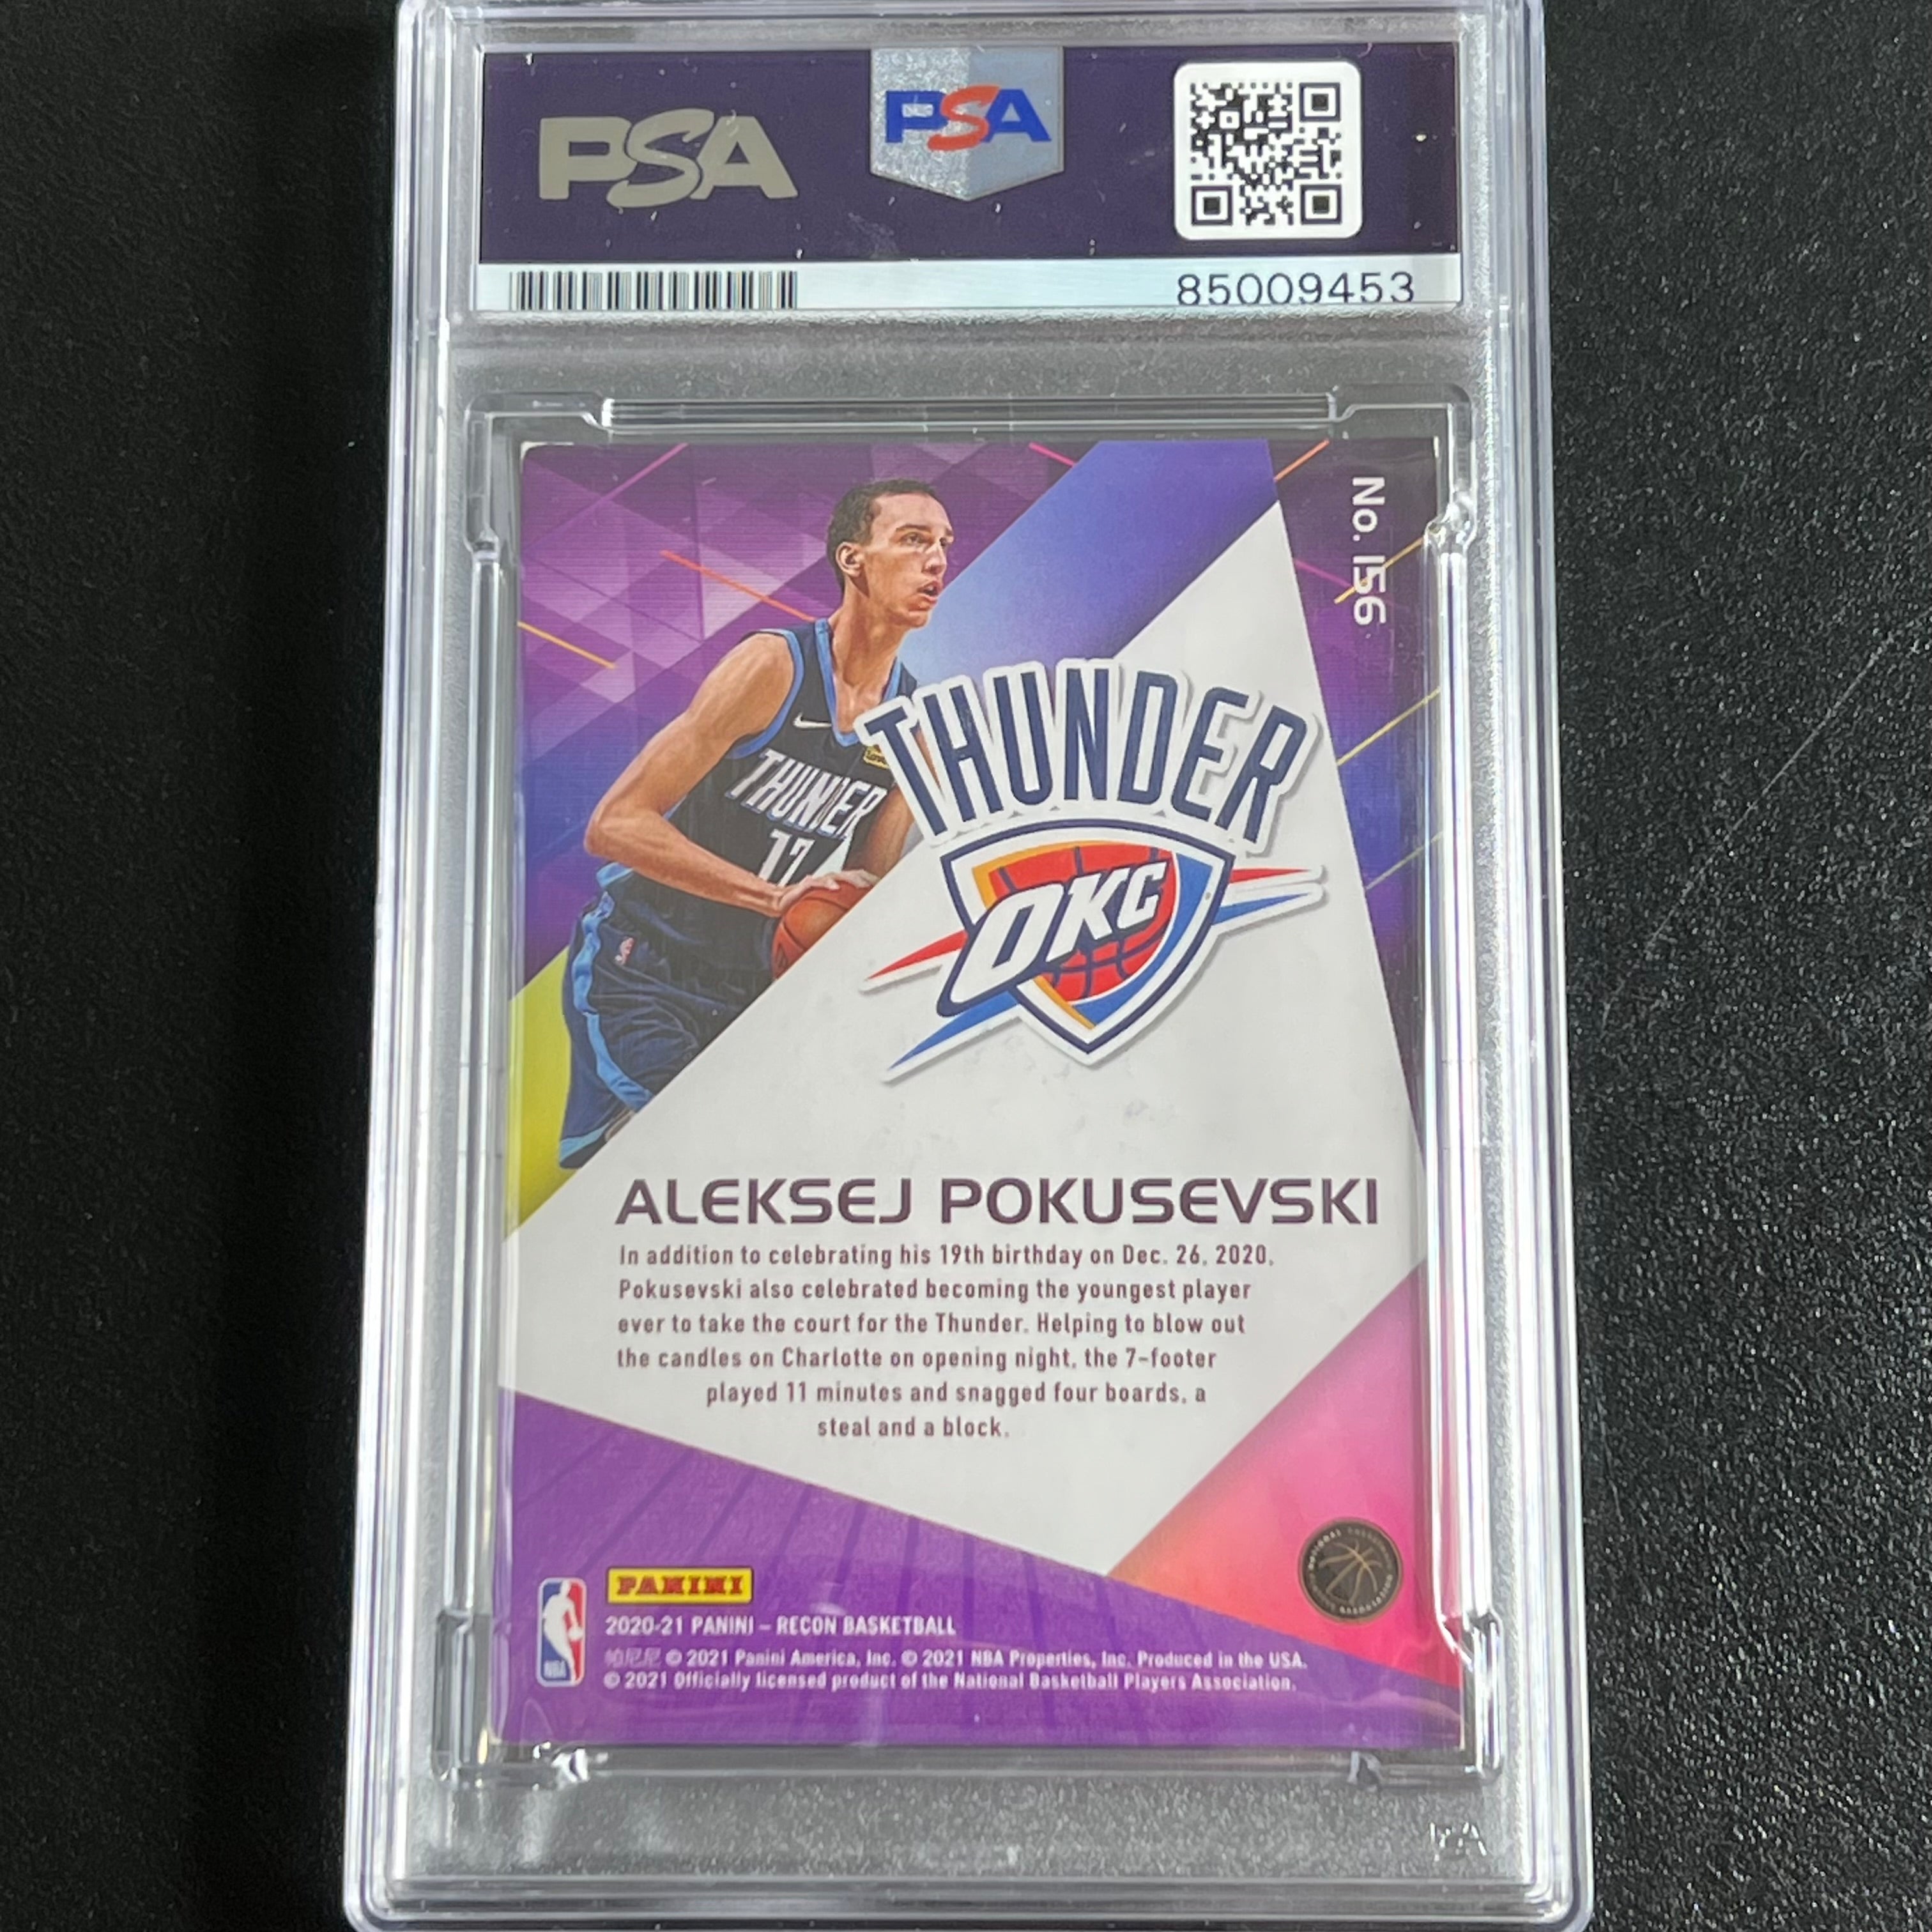 PSA
PSA
85009453
No. 156
THUNDER
17
THUNDER
OKC
ALEKSEJ POKUSEVSKI
In addition to celebrating his 19th birthday on Dec. 26, 2020,
Pokusevski also celebrated becoming the youngest player
ever to take the court for the Thunder. Helping to blow out
the candles on Charlotte on opening night, the 7-footer
played 11 minutes and snagged four boards, a
steal and a block.
PANINI
2020-21 PANINI – RECON BASKETBALL
NBA
帕尼尼 © 2021 Panini America, Inc. © 2021 NBA Properties, Inc. Produced in the USA.
© 2021 Officially licensed product of the National Basketball Players Association.